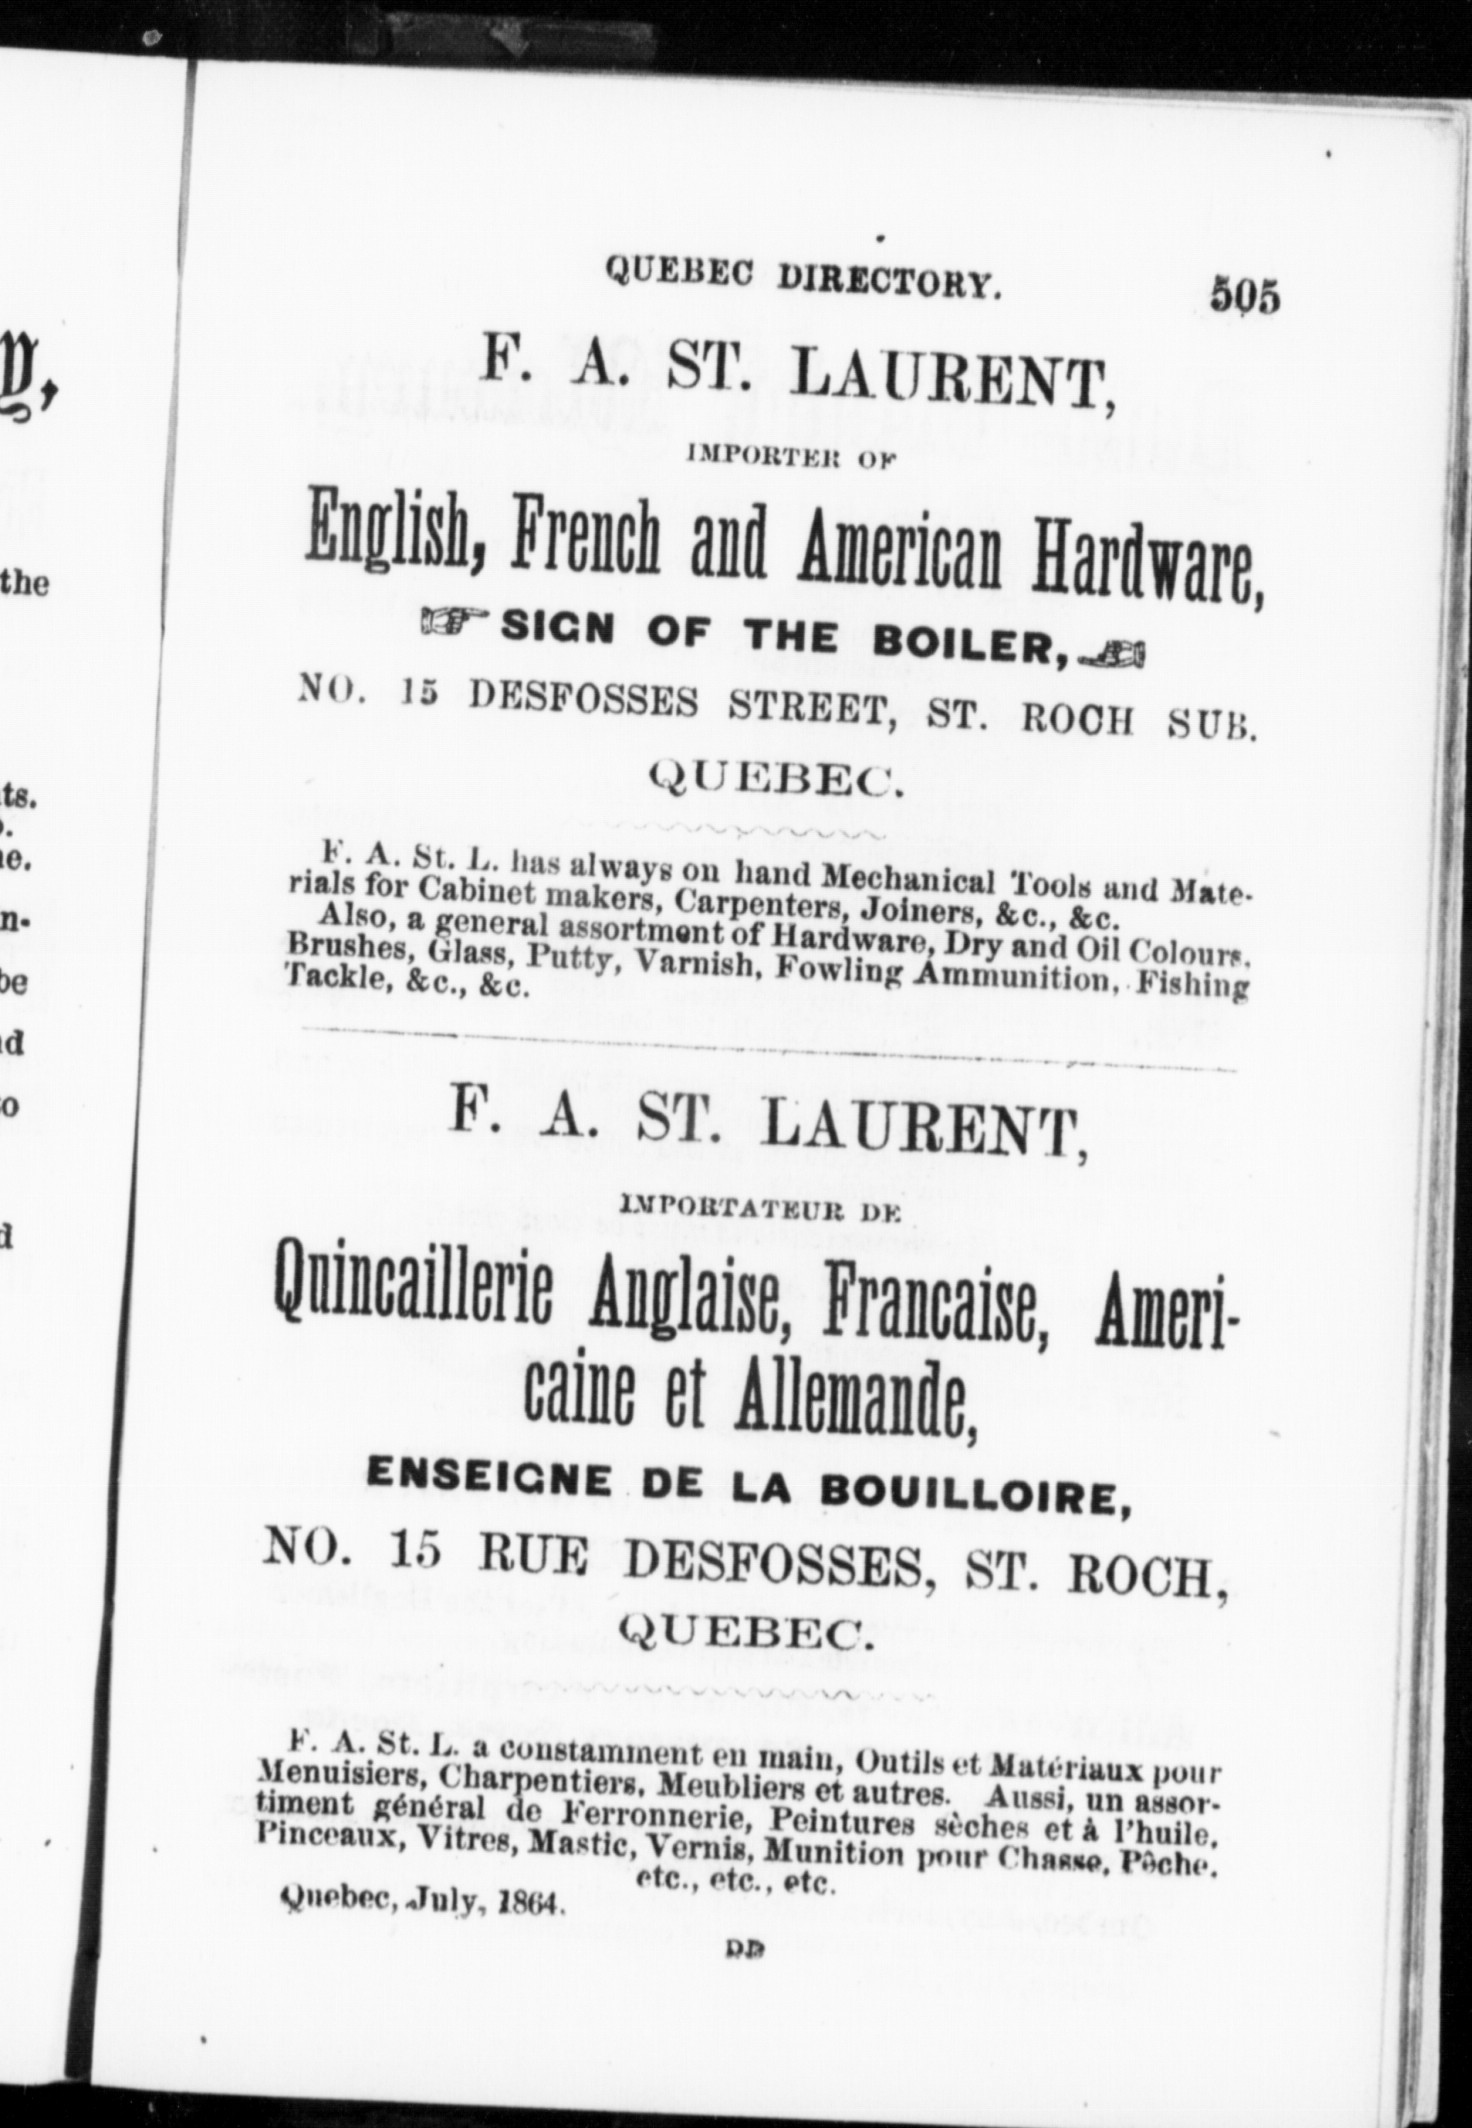 QUEBEC DIRECTORY. 505
F. A. ST. LAURENT,
IMPORTER OF
English, French and American Hardware,
☞ SIGN OF THE BOILER, ☜
NO. 15 DESFOSSES STREET, ST. ROCH SUB.
QUEBEC.
F. A. St. L. has always on hand Mechanical Tools and Mate-
rials for Cabinet makers, Carpenters, Joiners, &c., &c.
Also, a general assortment of Hardware, Dry and Oil Colours,
Brushes, Glass, Putty, Varnish, Fowling Ammunition, Fishing
Tackle, &c., &c.
F. A. ST. LAURENT,
IMPORTATEUR DE
Quincaillerie Anglaise, Francaise, Ameri-
caine et Allemande,
ENSEIGNE DE LA BOUILLOIRE,
NO. 15 RUE DESFOSSES, ST. ROCH,
QUEBEC.
F. A. St. L. a constamment en main, Outils et Matériaux pour
Menuisiers, Charpentiers, Meubliers et autres. Aussi, un assor-
timent général de Ferronnerie, Peintures sèches et à l'huile,
Pinceaux, Vitres, Mastic, Vernis, Munition pour Chasse, Pêche,
etc., etc., etc.
Quebec, July, 1864.
DD